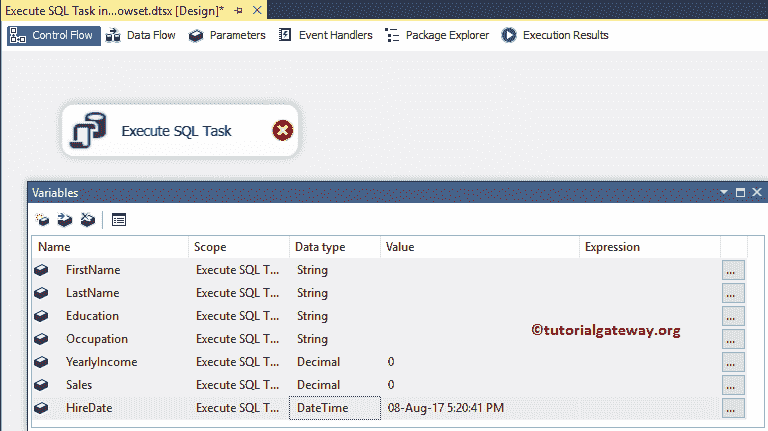 Execute SQL Task in...owset.dtsx [Design]*
Control Flow Data Flow Parameters Event Handlers Package Explorer Execution Results
Execute SQL Task
Variables
Name Scope Data type Value Expression
FirstName Execute SQL T... String ...
LastName Execute SQL T... String ...
Education Execute SQL T... String ...
Occupation Execute SQL T... String ...
©tutorialgateway.org
YearlyIncome Execute SQL T... Decimal 0 ...
Sales Execute SQL T... Decimal 0 ...
HireDate Execute SQL T... DateTime 08-Aug-17 5:20:41 PM ...